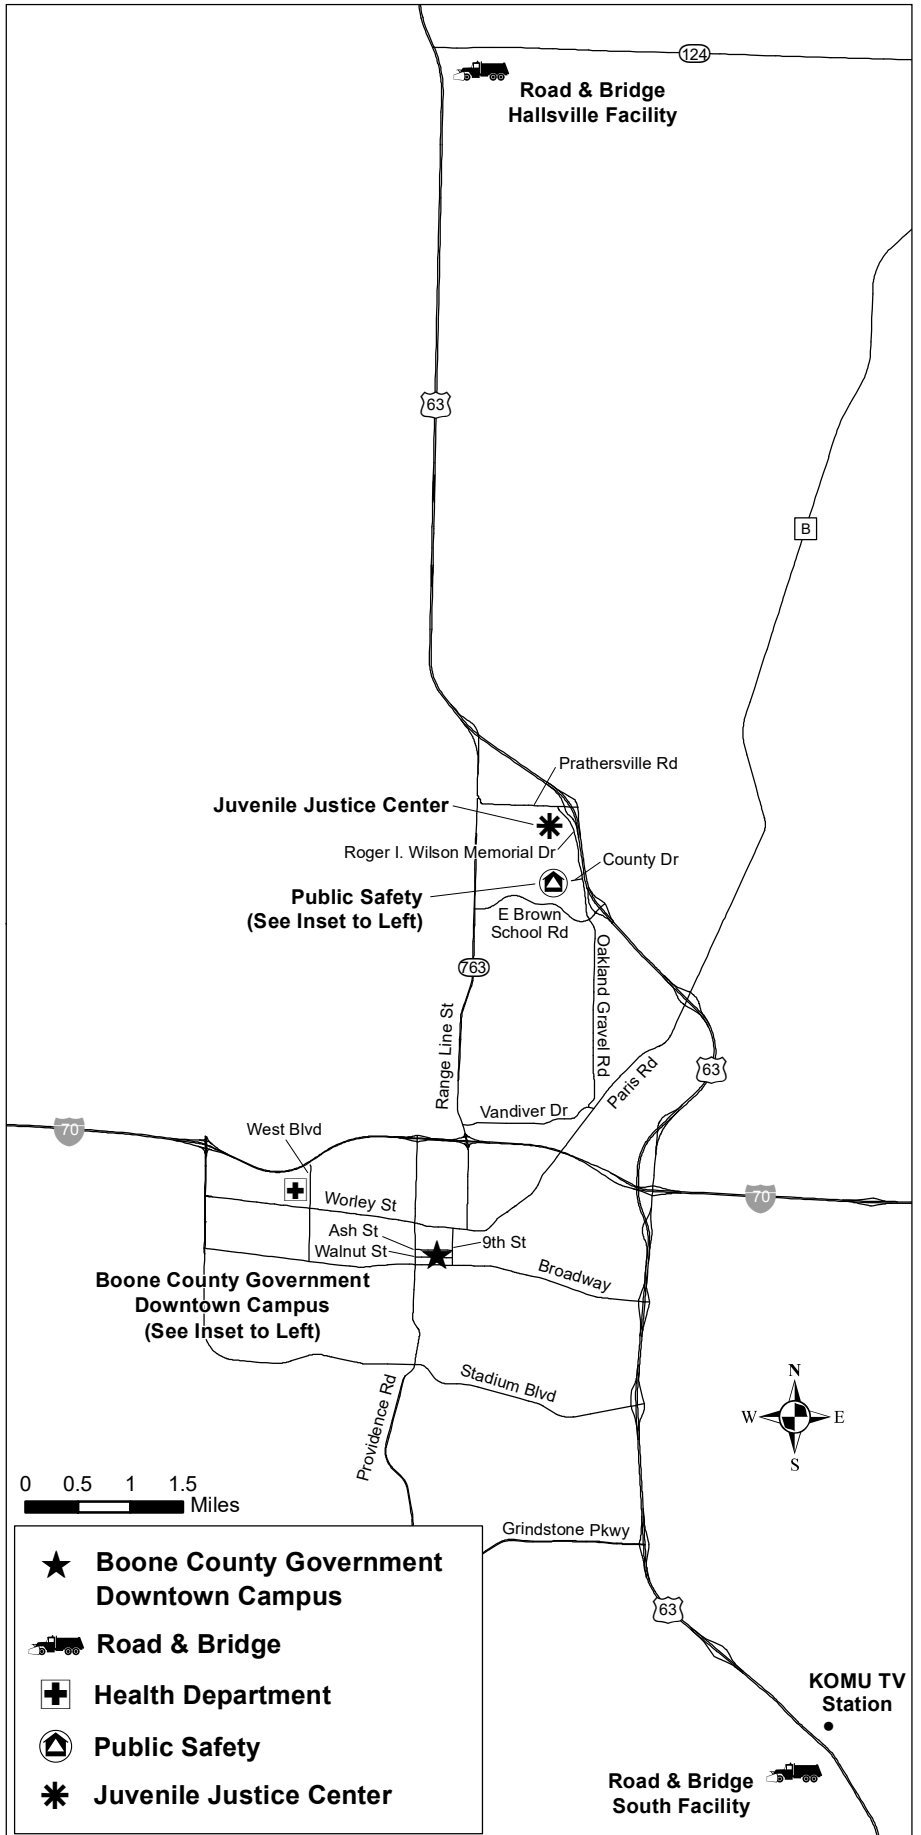 124
Road & Bridge
Hallsville Facility
63
B
Prathersville Rd
Juvenile Justice Center
Roger I. Wilson Memorial Dr
County Dr
Public Safety
(See Inset to Left)
E Brown
School Rd
763
Oakland Gravel Rd
Range Line St
Paris Rd
63
Vandiver Dr
70
West Blvd
70
Worley St
Ash St
9th St
Walnut St
Broadway
Boone County Government
Downtown Campus
(See Inset to Left)
Stadium Blvd
Providence Rd
N
W
E
S
0 0.5 1 1.5
Miles
Grindstone Pkwy
63
Boone County Government
Downtown Campus
Road & Bridge
Health Department
Public Safety
Juvenile Justice Center
KOMU TV
Station
Road & Bridge
South Facility